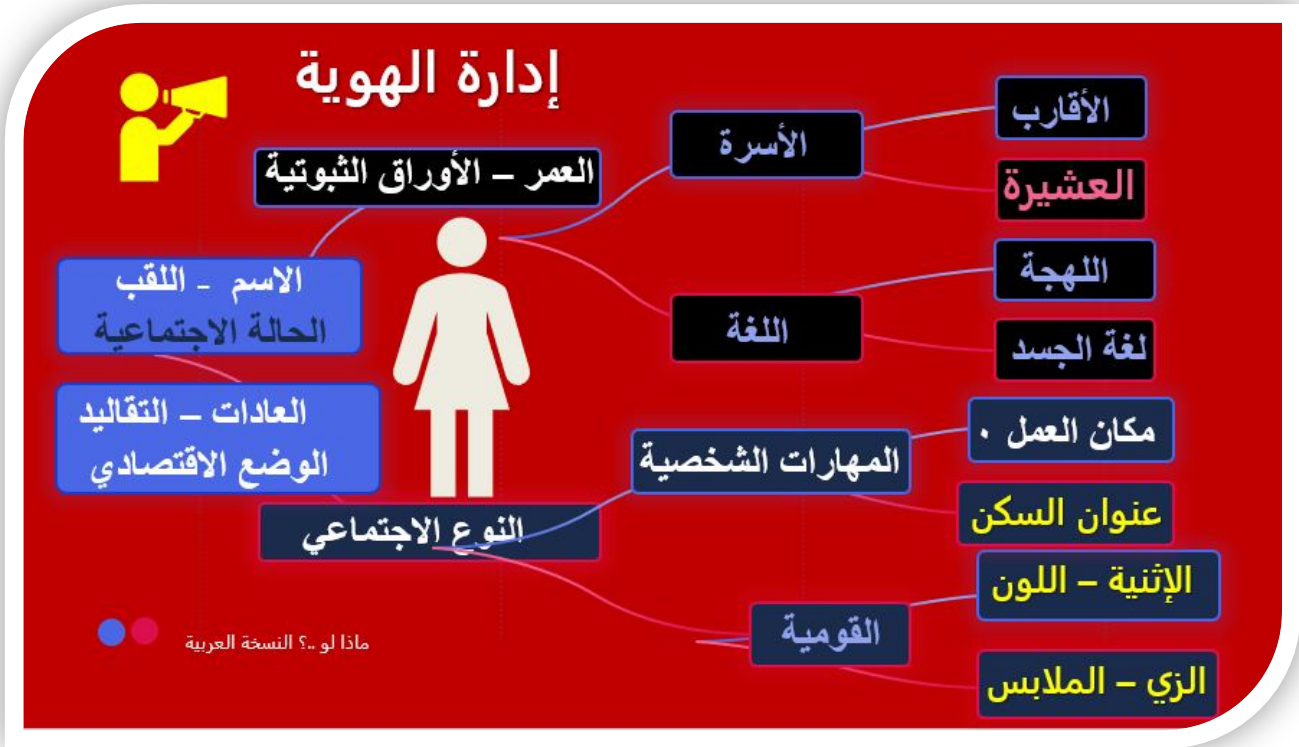 إدارة الهوية
الأقارب
الأسرة
العمر – الأوراق الثبوتية
العشيرة
اللهجة
الاسم - اللقب
الحالة الاجتماعية
اللغة
لغة الجسد
العادات – التقاليد
الوضع الاقتصادي
مكان العمل .
المهارات الشخصية
عنوان السكن
النوع الاجتماعي
الإثنية – اللون
القومية
ماذا لو ..؟ النسخة العربية
الزي – الملابس